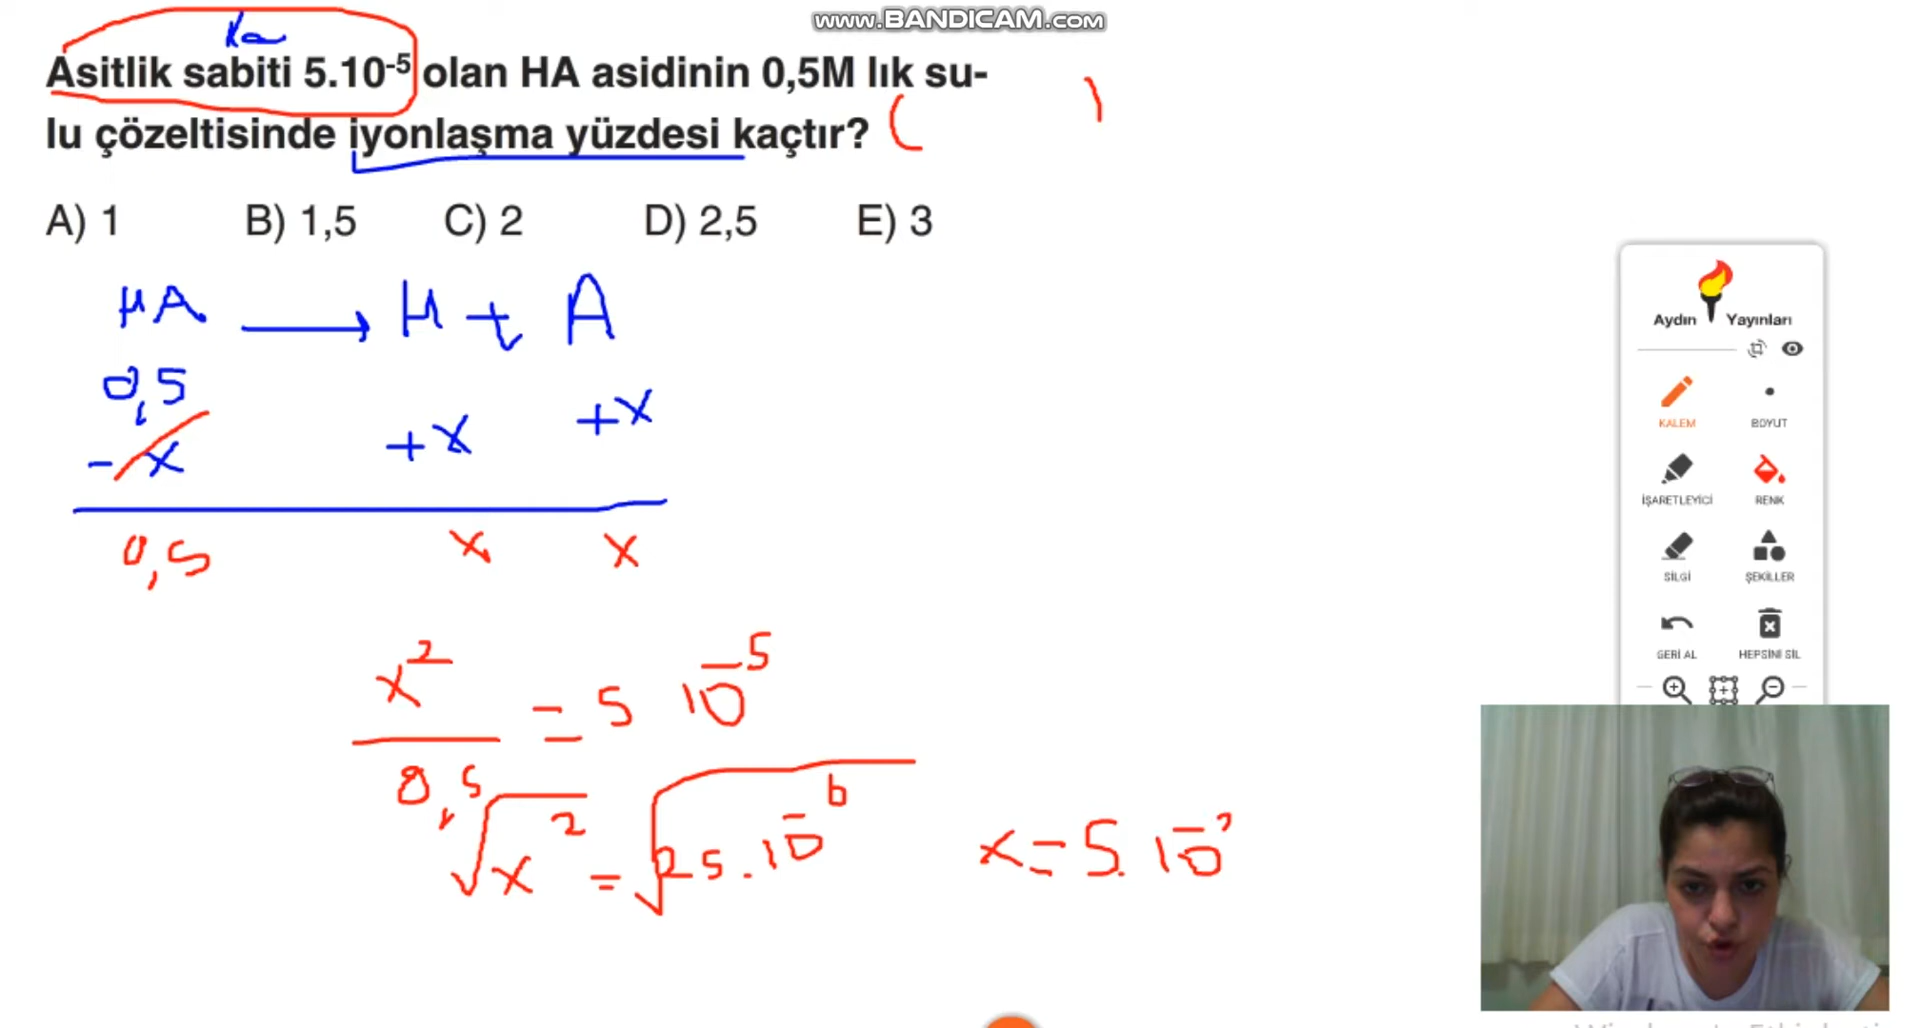 www.BANDICAM.com
Ka
Asitlik sabiti 5.10⁻⁵ olan HA asidinin 0,5M lık su-
lu çözeltisinde iyonlaşma yüzdesi kaçtır? ( )
A) 1 B) 1,5 C) 2 D) 2,5 E) 3
HA → H + A
0,5
- x +x +x
0,5 x x
x² / 0,5 = 5 10⁻⁵
√x² = √25.10⁻⁶ x = 5.10⁻
Aydın Yayınları
KALEM BOYUT
İŞARETLEYİCİ RENK
SİLGİ ŞEKİLLER
GERİ AL HEPSİNİ SİL